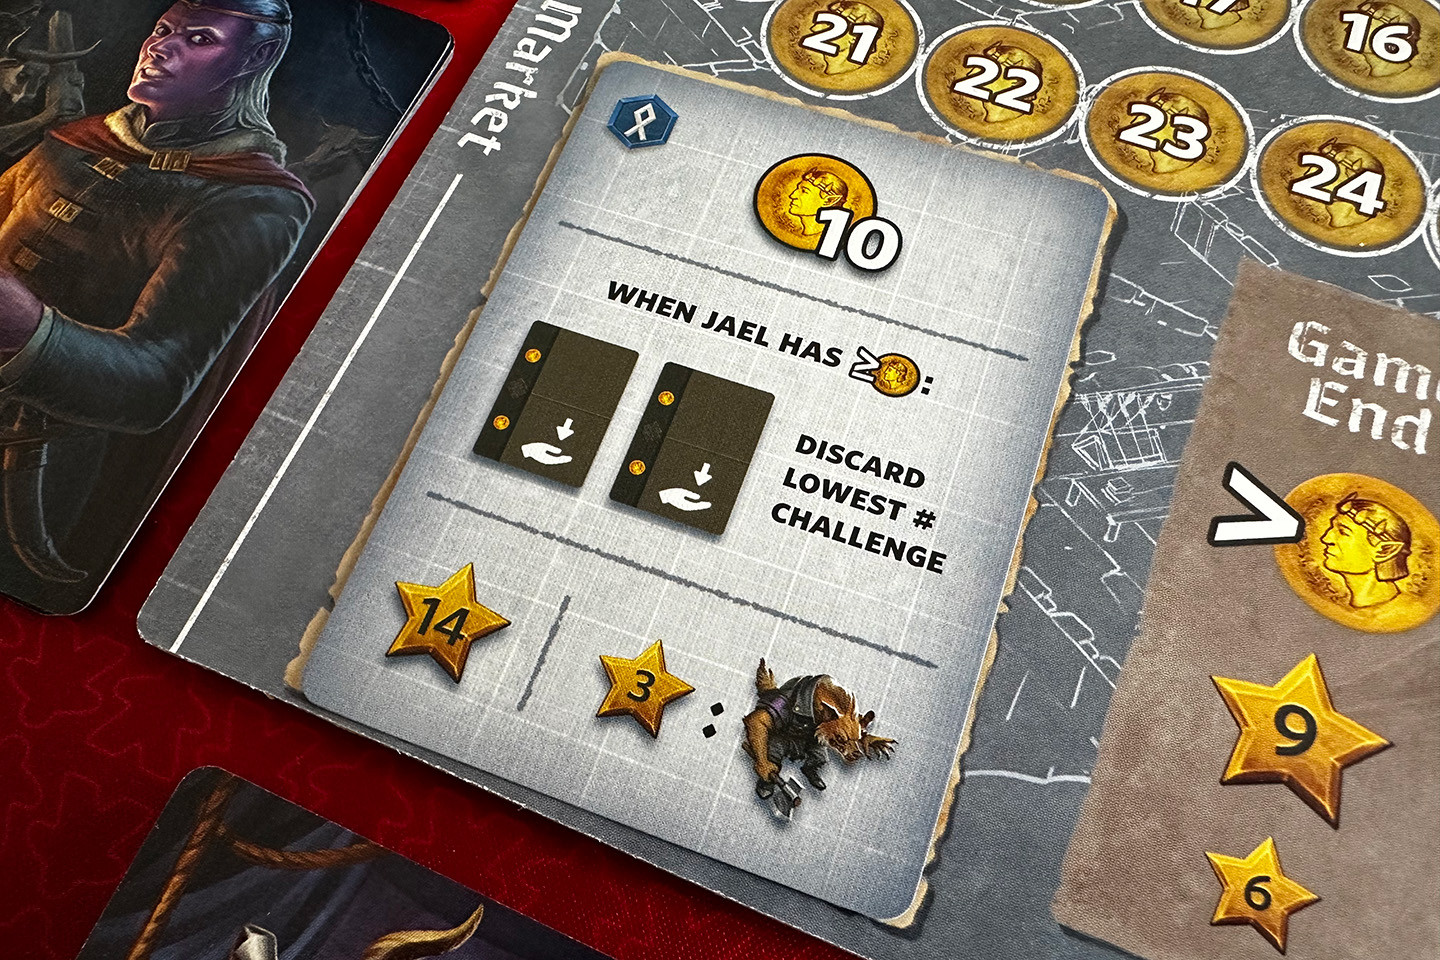 Market
21
22
23
24
17
16
10
WHEN JAEL HAS ≥ :
DISCARD
LOWEST #
CHALLENGE
14
3 :
Game
End
>
9
6